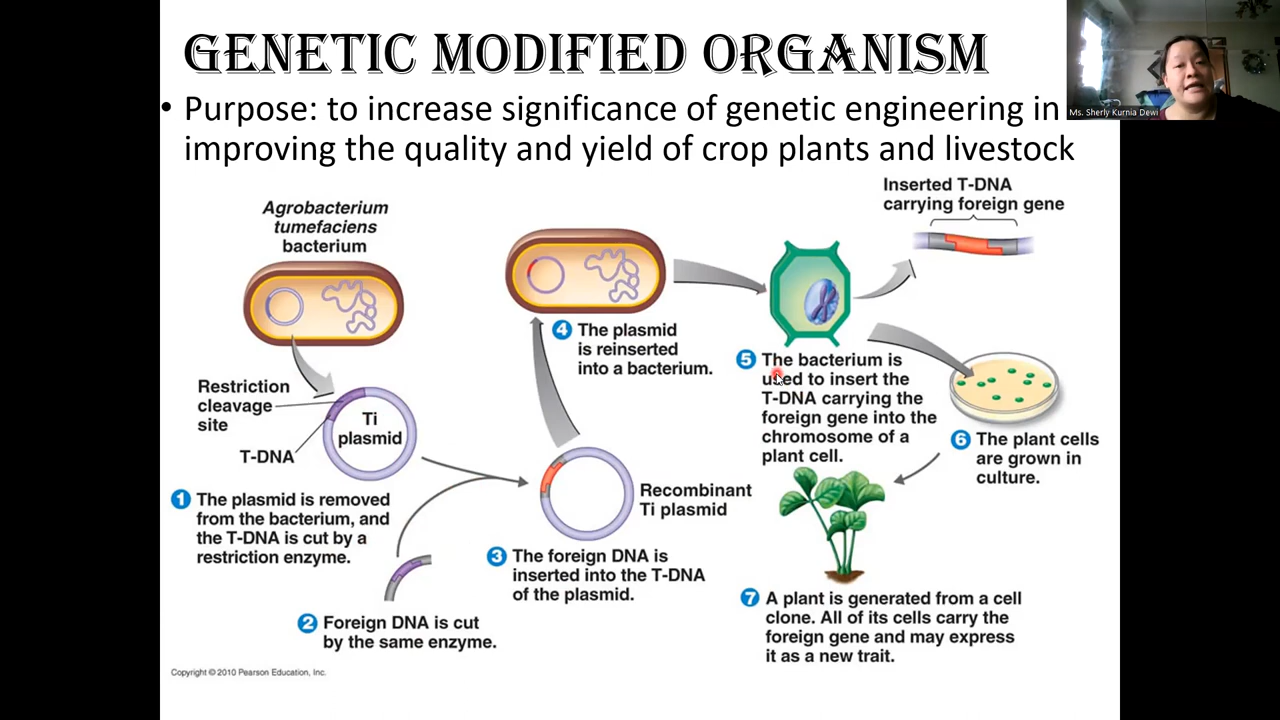 GENETIC MODIFIED ORGANISM
• Purpose: to increase significance of genetic engineering in
improving the quality and yield of crop plants and livestock
Ms. Sherly Kurnia Dewi
Agrobacterium
tumefaciens
bacterium
Restriction
cleavage
site
T-DNA
Ti
plasmid
1 The plasmid is removed
from the bacterium, and
the T-DNA is cut by a
restriction enzyme.
2 Foreign DNA is cut
by the same enzyme.
Recombinant
Ti plasmid
3 The foreign DNA is
inserted into the T-DNA
of the plasmid.
4 The plasmid
is reinserted
into a bacterium.
5 The bacterium is
used to insert the
T-DNA carrying the
foreign gene into the
chromosome of a
plant cell.
Inserted T-DNA
carrying foreign gene
6 The plant cells
are grown in
culture.
7 A plant is generated from a cell
clone. All of its cells carry the
foreign gene and may express
it as a new trait.
Copyright © 2010 Pearson Education, Inc.